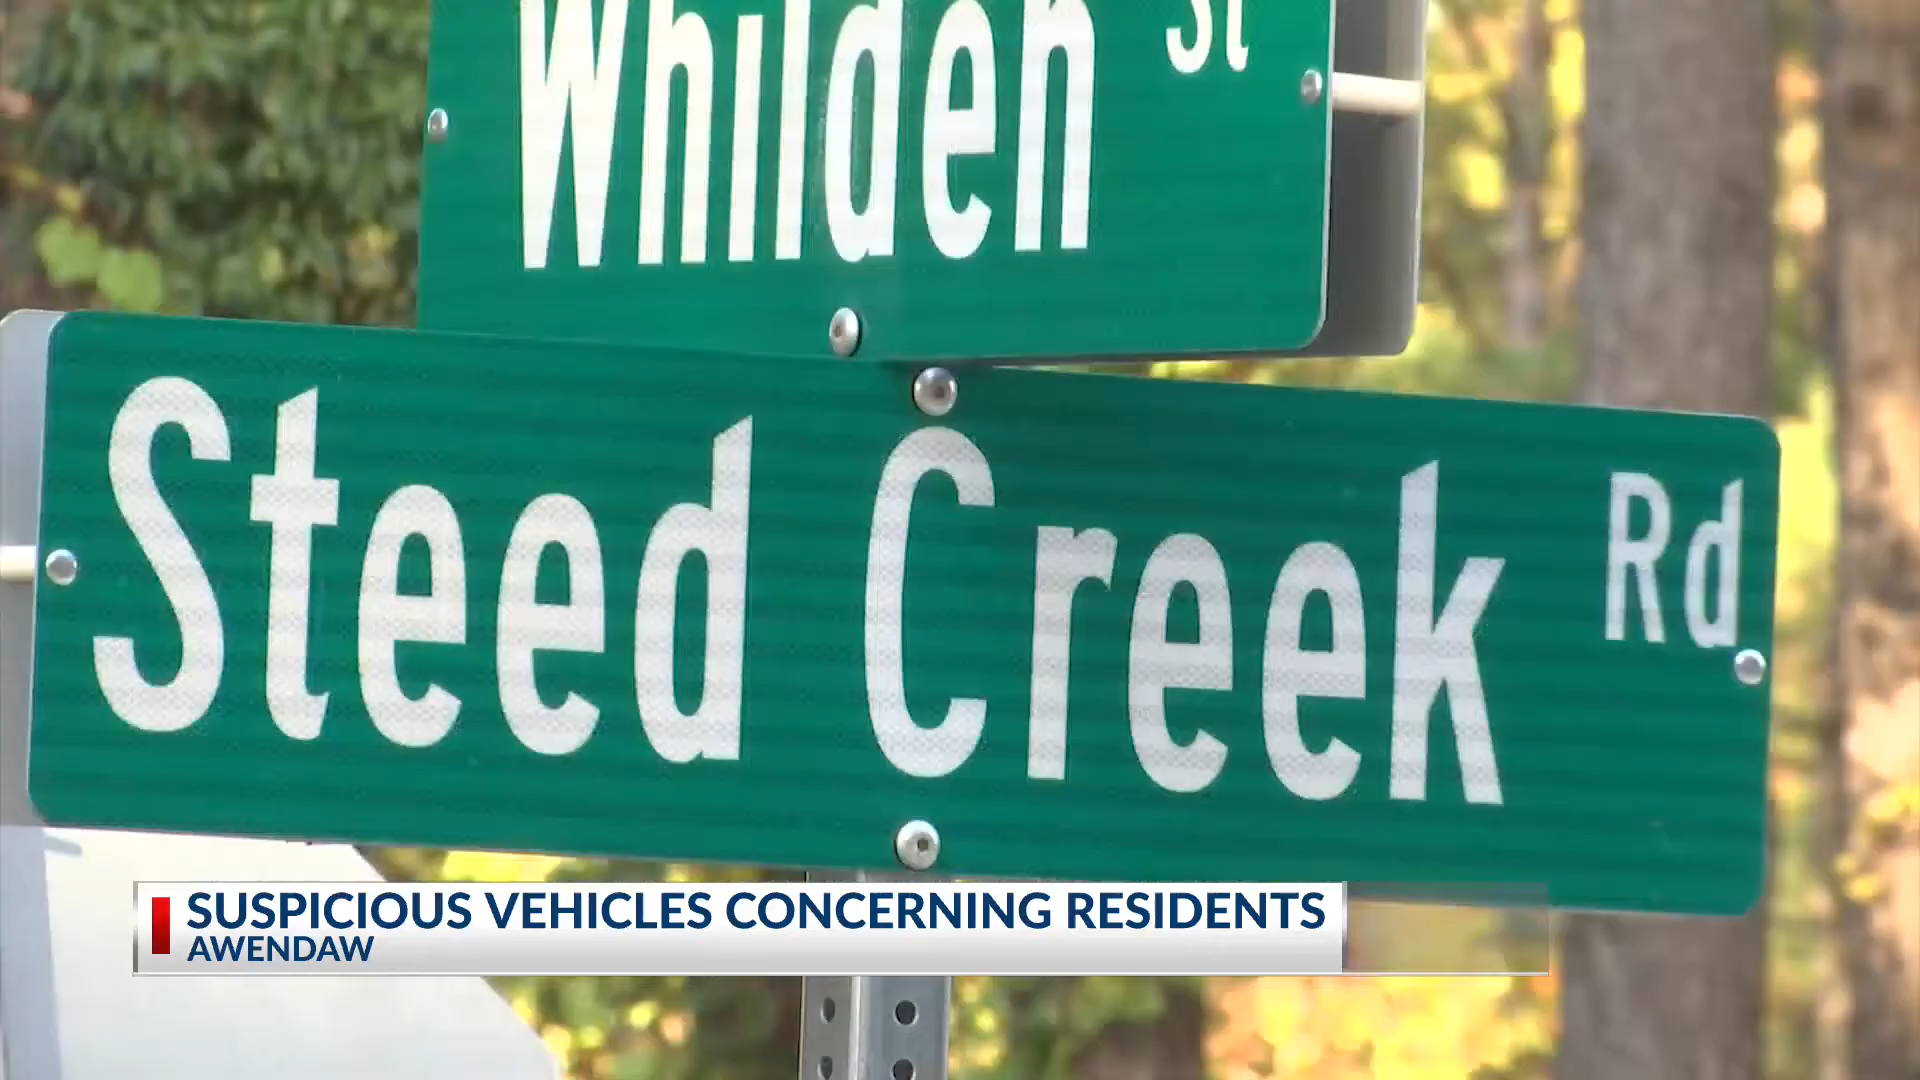 Whilden St
Steed Creek Rd
SUSPICIOUS VEHICLES CONCERNING RESIDENTS
AWENDAW